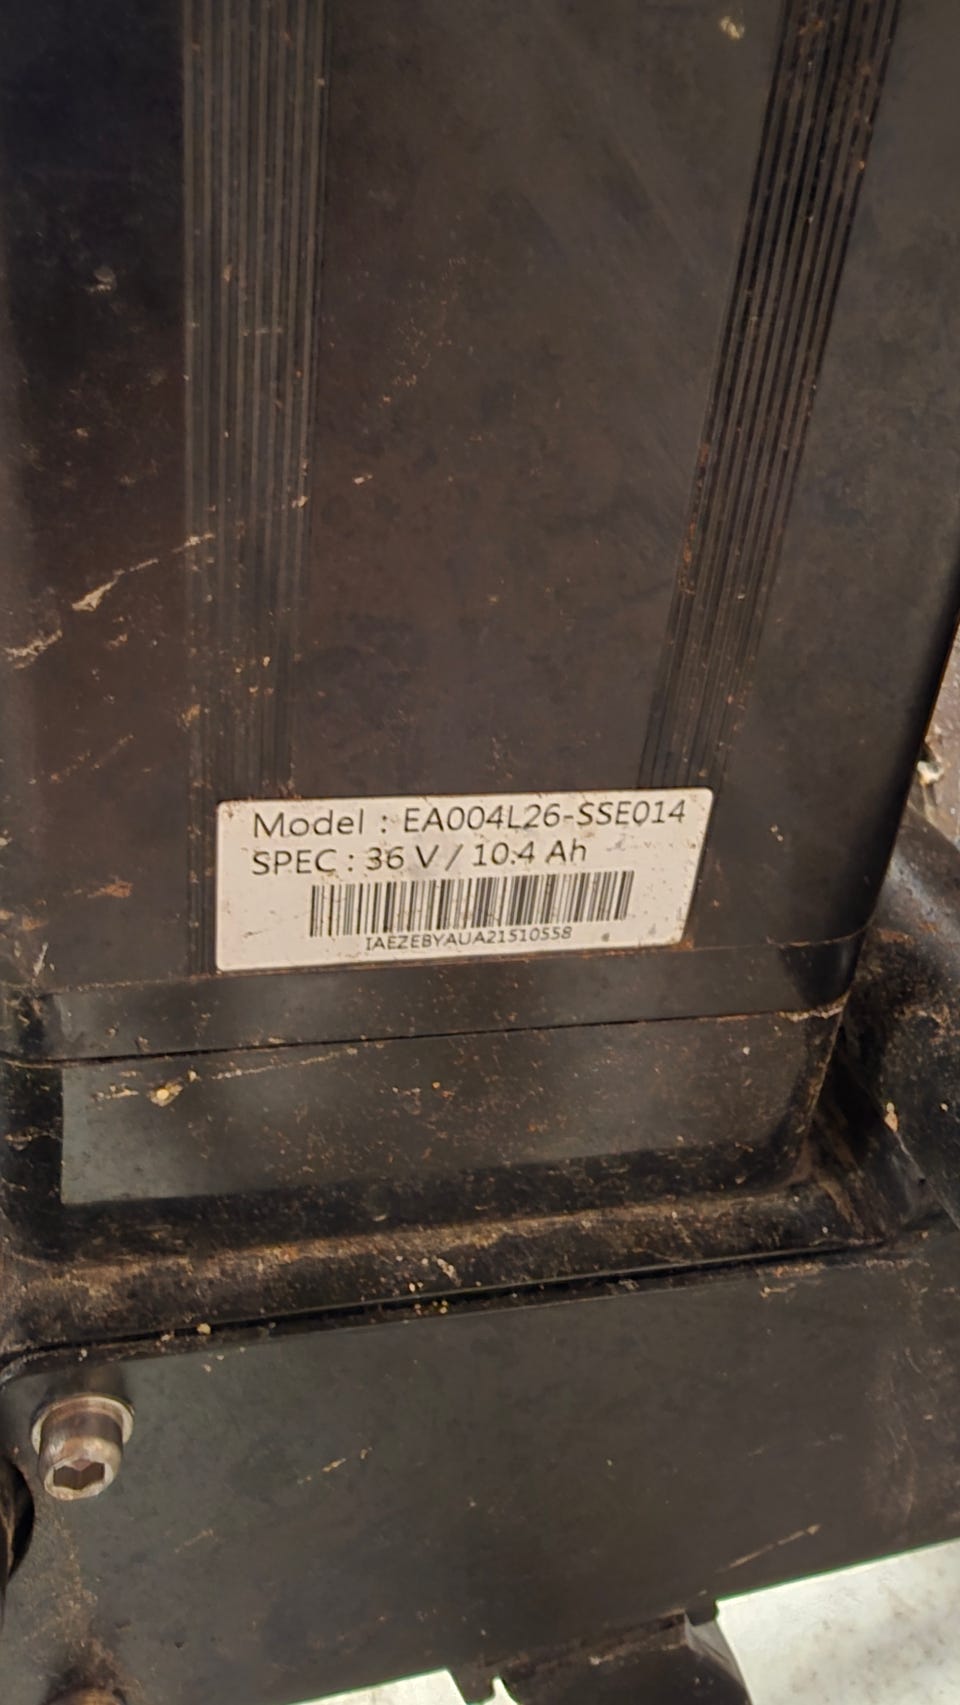 Model : EA004L26-SSE014
SPEC : 36 V / 10.4 Ah
IAEZEBYAUA21510558